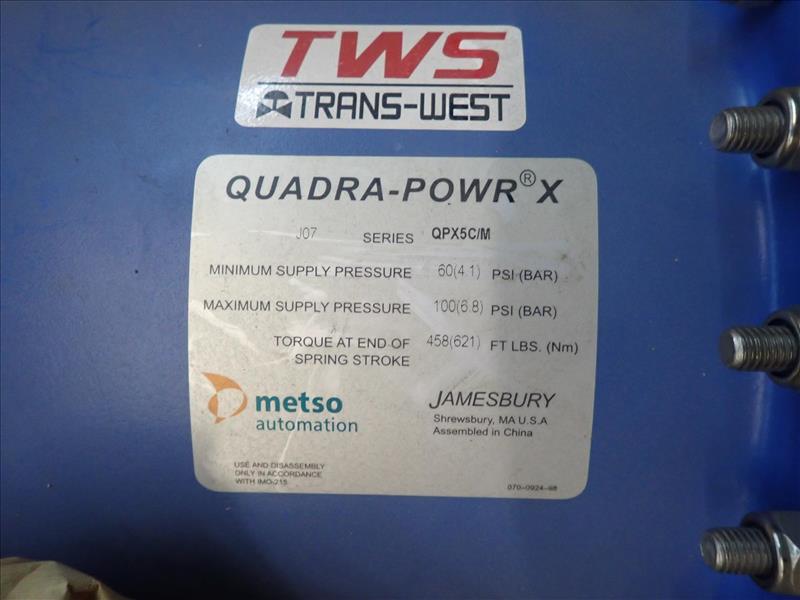 TWS
TRANS-WEST
QUADRA-POWR® X
J07 SERIES QPX5C/M
MINIMUM SUPPLY PRESSURE 60(4.1) PSI (BAR)
MAXIMUM SUPPLY PRESSURE 100(6.8) PSI (BAR)
TORQUE AT END OF SPRING STROKE 458(621) FT LBS. (Nm)
metso
automation
JAMESBURY
Shrewsbury, MA U.S.A
Assembled in China
USE AND DISASSEMBLY
ONLY IN ACCORDANCE
WITH IMO-215
070-0924-98